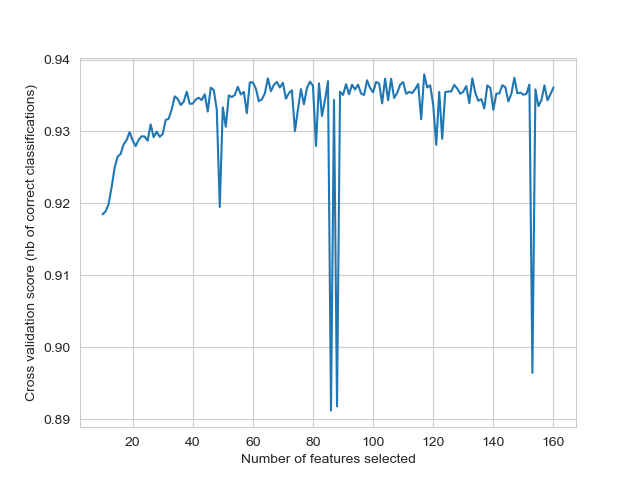 0.94
0.93
0.92
0.91
0.90
0.89
Cross validation score (nb of correct classifications)
20 40 60 80 100 120 140 160
Number of features selected